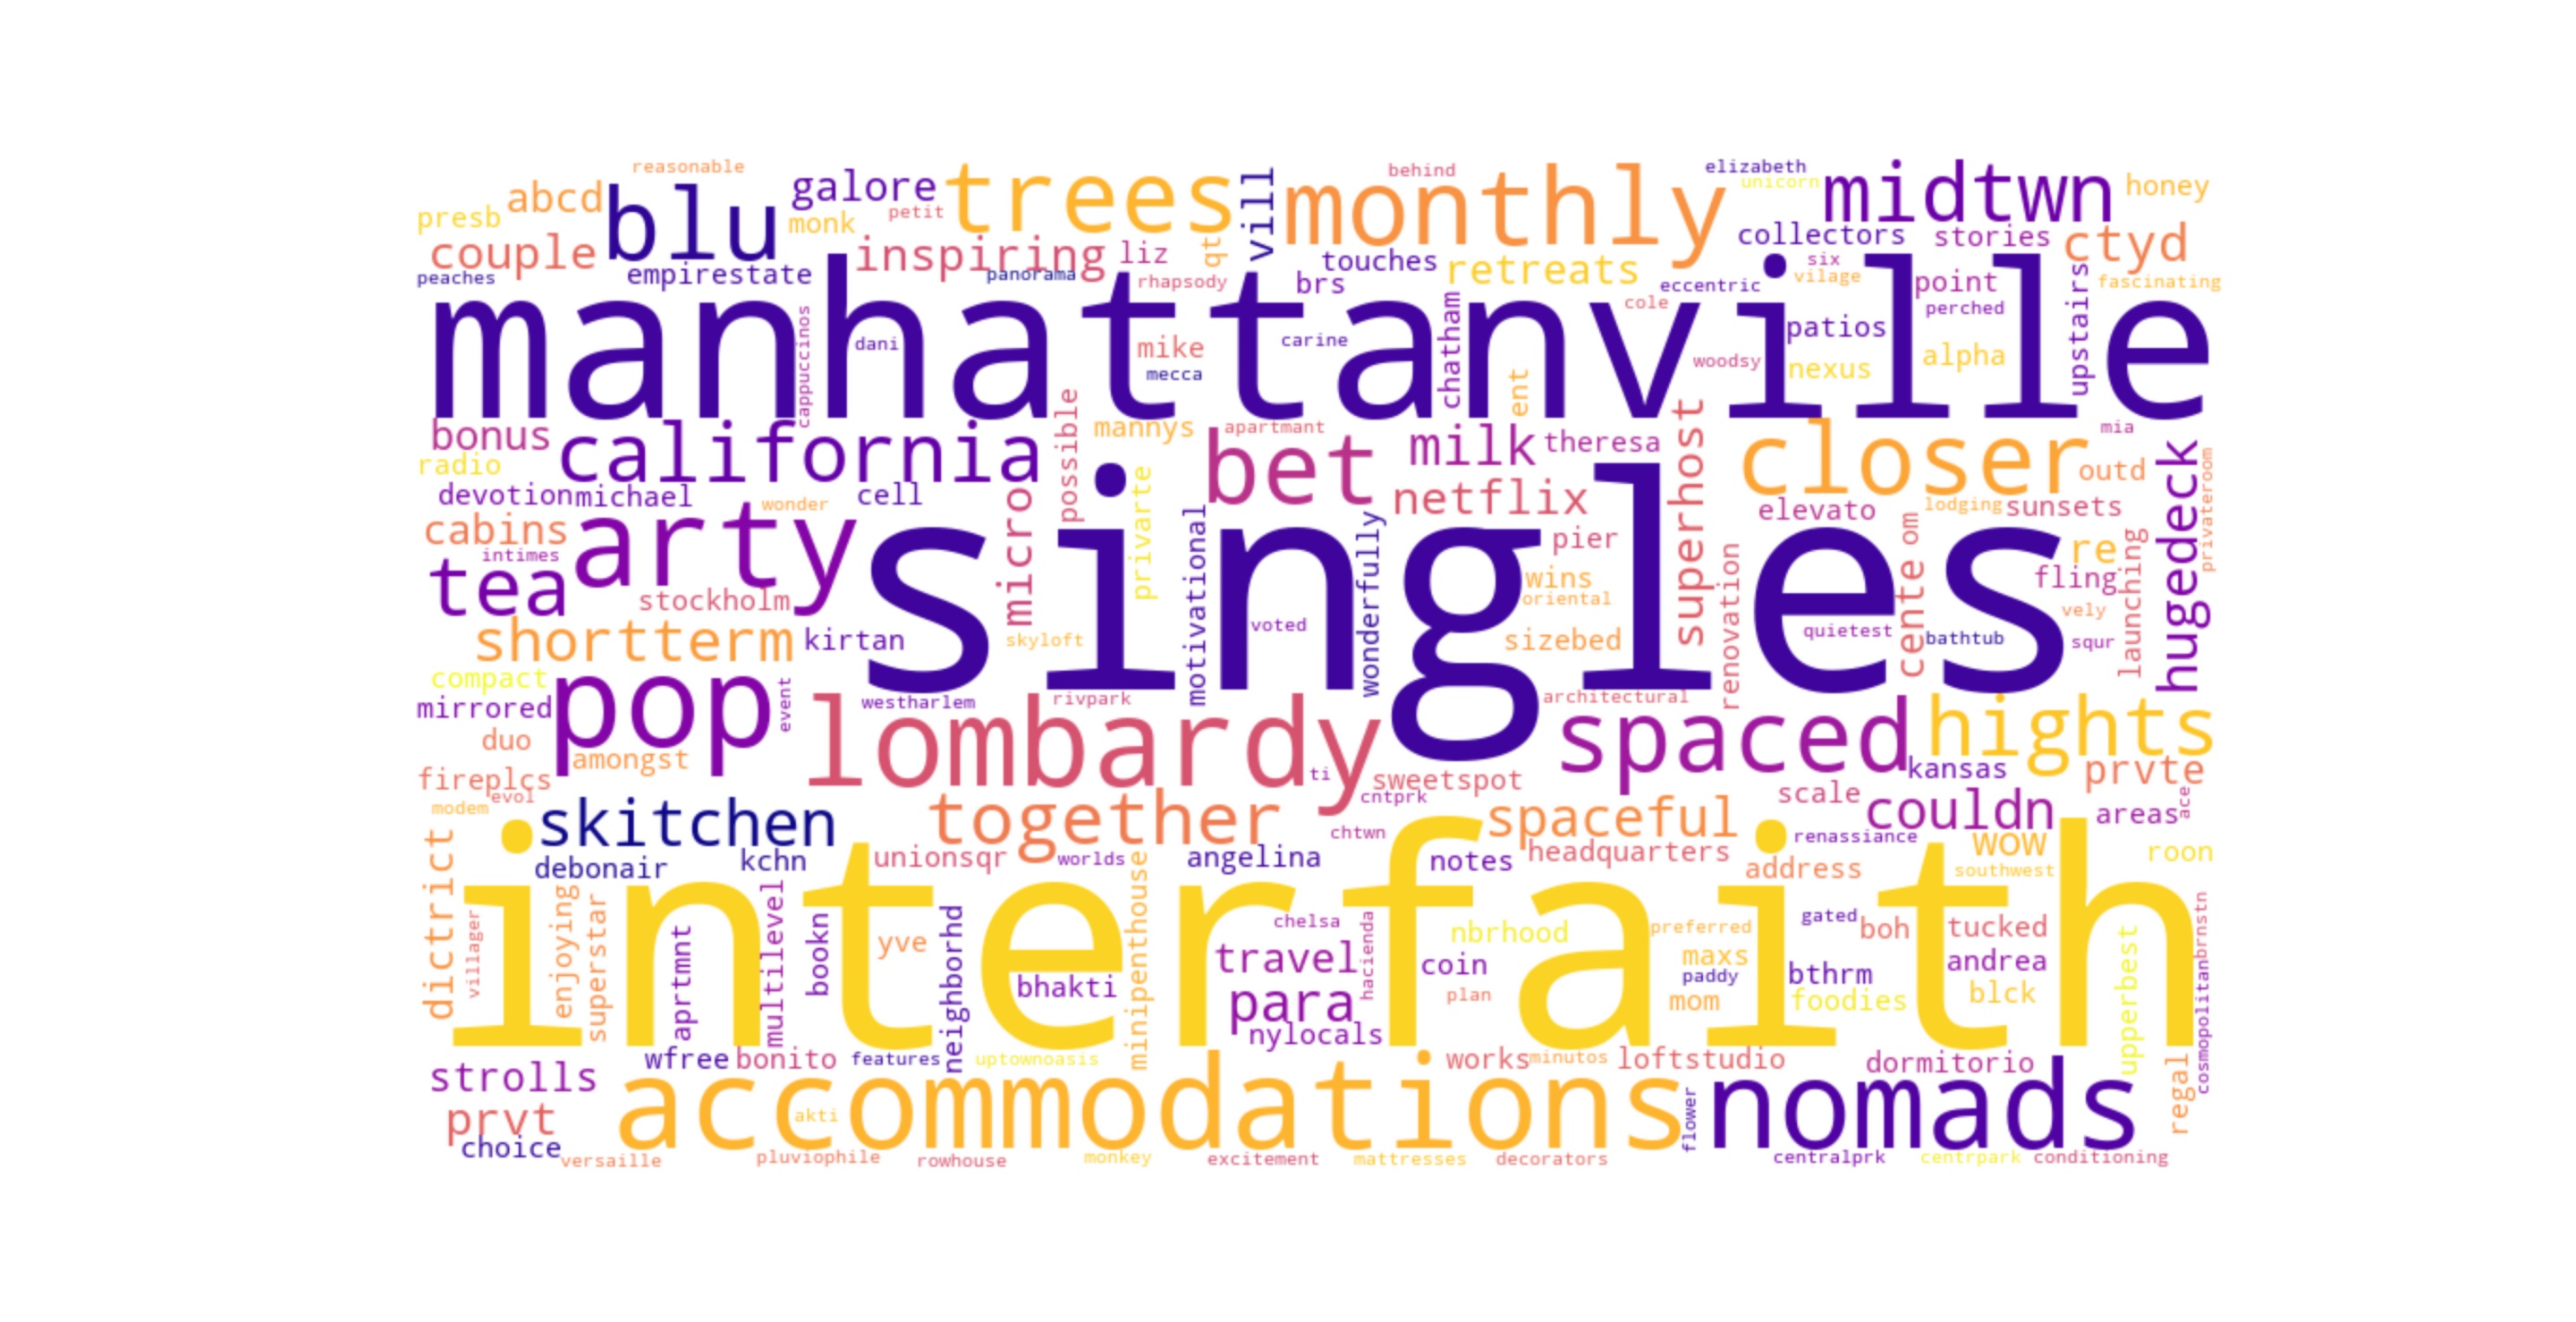 reasonable
behind
elizabeth
abcd
blu
galore
trees
vill
monthly
unicorn
midtwn
honey
presb
monk
petit
couple
inspiring
liz
qt
touches
retreats
collectors
stories
ctyd
peaches
empirestate
panorama
rhapsody
brs
eccentric
six
vilage
point
upstairs
fascinating
manhattanville
cappuccinos
dani
mike
mecca
carine
chatham
ent
cole
woodsy
patios
nexus
perched
alpha
bonus
california
possible
mannys
apartmant
bet
milk
theresa
superhost
closer
mia
radio
outd
hugedeck
privateroom
devotion
michael
wonder
cell
micro
privarte
netflix
elevato
lodging
sunsets
cabins
arty
singles
motivational
wonderfully
pier
cente om
re
intimes
tea
stockholm
wins
oriental
renovation
fling
launching
vely
shortterm
kirtan
skyloft
voted
sizebed
quietest
bathtub
squr
compact
pop
event
mirrored
westharlem
rivpark
architectural
lombardy
spaced
hights
duo
amongst
ti
sweetspot
kansas
prvte
fireplcs
evol
modem
cntprk
scale
couldn
areas
ace
skitchen
together
chtwn
spaceful
renassiance
wow
roon
dictrict
debonair
kchn
unionsqr
worlds
minipenthouse
angelina
notes
headquarters
address
southwest
interfaith
villager
enjoying
superstar
aprtmnt
multilevel
bookn
yve
neighborhd
bhakti
chelsa
travel
hacienda
para
nylocals
nbrhood
coin
plan
preferred
maxs
paddy
mom
gated
boh
bthrm
foodies
tucked
andrea
blck
upperbest
brnstn
cosmopolitan
strolls
wfree
bonito
features
uptownoasis
works
minutos
loftstudio
dormitorio
regal
prvt
accommodations
akti
flower
nomads
choice
versaille
pluviophile
rowhouse
monkey
excitement
mattresses
decorators
centralprk
centrpark
conditioning